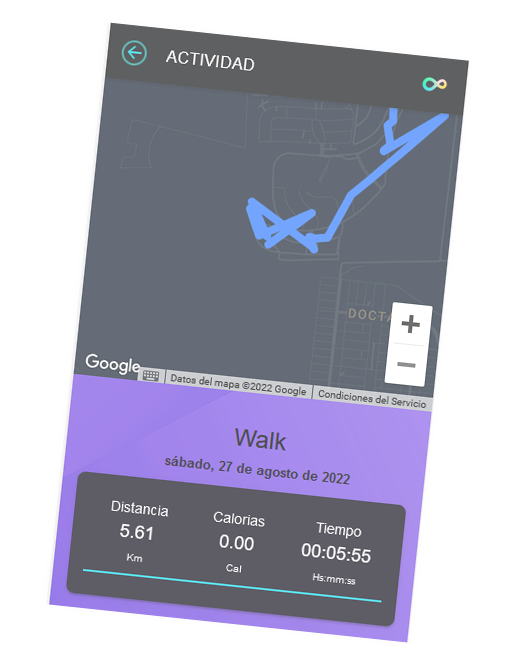 ACTIVIDAD
DOCTA
+
−
Google
Datos del mapa ©2022 Google
Condiciones del Servicio
Walk
sábado, 27 de agosto de 2022
Distancia
5.61
Km
Calorias
0.00
Cal
Tiempo
00:05:55
Hs:mm:ss